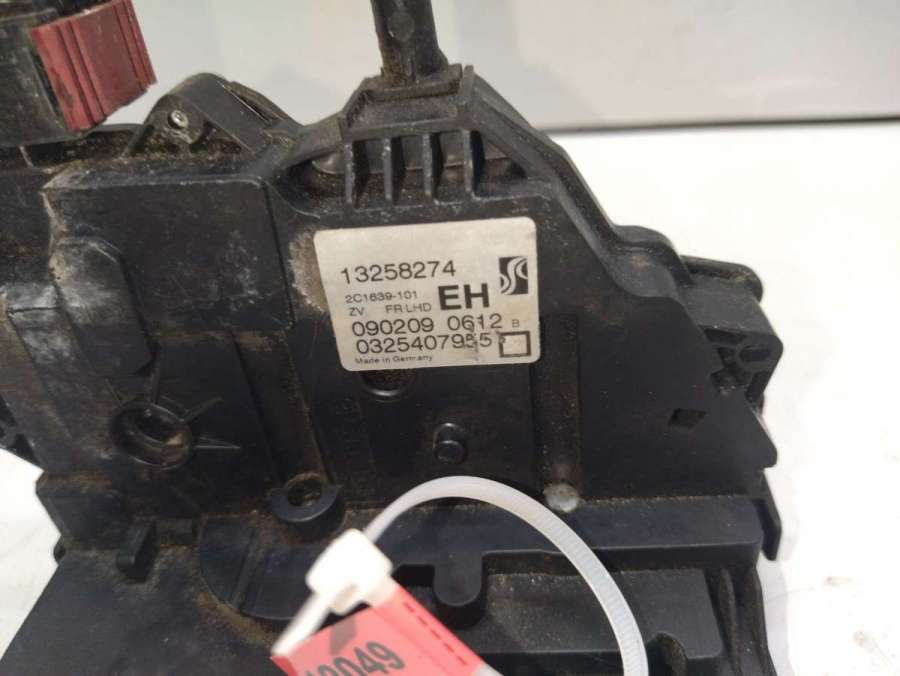 13258274
2C1639-101 EH
ZV FR LHD
090209 0612 B
0325407955
Made in Germany